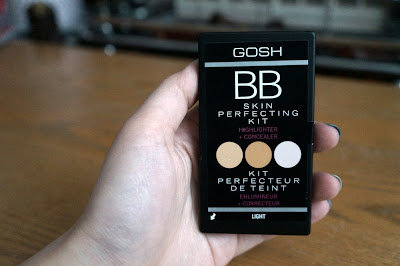 GOSH
BB
SKIN
PERFECTING
KIT
HIGHLIGHTER
+ CONCEALER
KIT
PERFECTEUR
DE TEINT
ENLUMINEUR
+ CORRECTEUR
LIGHT